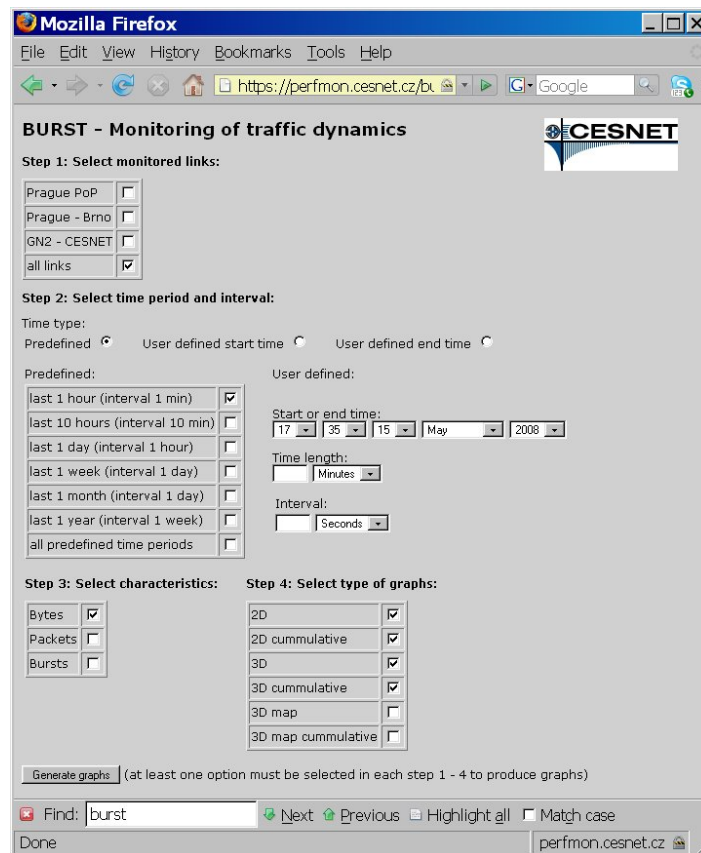 Mozilla Firefox
File Edit View History Bookmarks Tools Help
https://perfmon.cesnet.cz/bu G Google
BURST - Monitoring of traffic dynamics
CESNET
Step 1: Select monitored links:
Prague PoP
Prague - Brno
GN2 - CESNET
all links
Step 2: Select time period and interval:
Time type:
Predefined User defined start time User defined end time
Predefined: User defined:
last 1 hour (interval 1 min)
last 10 hours (interval 10 min)
last 1 day (interval 1 hour)
last 1 week (interval 1 day)
last 1 month (interval 1 day)
last 1 year (interval 1 week)
all predefined time periods
Start or end time:
17 35 15 May 2008
Time length:
Minutes
Interval:
Seconds
Step 3: Select characteristics:
Bytes
Packets
Bursts
Step 4: Select type of graphs:
2D
2D cummulative
3D
3D cummulative
3D map
3D map cummulative
Generate graphs (at least one option must be selected in each step 1 - 4 to produce graphs)
Find: burst Next Previous Highlight all Match case
Done perfmon.cesnet.cz